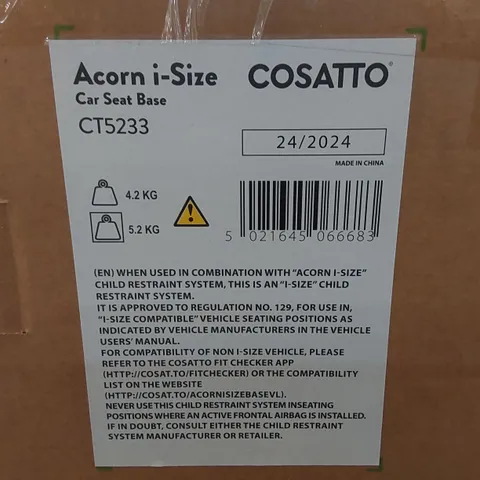 Acorn i-Size COSATTO®
Car Seat Base
CT5233
24/2024
MADE IN CHINA
4.2 KG
5.2 KG
5 021645 066683
(EN) WHEN USED IN COMBINATION WITH "ACORN I-SIZE"
CHILD RESTRAINT SYSTEM, THIS IS AN "I-SIZE" CHILD
RESTRAINT SYSTEM.
IT IS APPROVED TO REGULATION NO. 129, FOR USE IN,
"I-SIZE COMPATIBLE" VEHICLE SEATING POSITIONS AS
INDICATED BY VEHICLE MANUFACTURERS IN THE VEHICLE
USERS' MANUAL.
FOR COMPATIBILITY OF NON I-SIZE VEHICLE, PLEASE
REFER TO THE COSATTO FIT CHECKER APP
(HTTP://COSAT.TO/FITCHECKER) OR THE COMPATIBILITY
LIST ON THE WEBSITE
(HTTP://COSAT.TO/ACORNISIZEBASEVL).
NEVER USE THIS CHILD RESTRAINT SYSTEM INSEATING
POSITIONS WHERE AN ACTIVE FRONTAL AIRBAG IS INSTALLED.
IF IN DOUBT, CONSULT EITHER THE CHILD RESTRAINT
SYSTEM MANUFACTURER OR RETAILER.